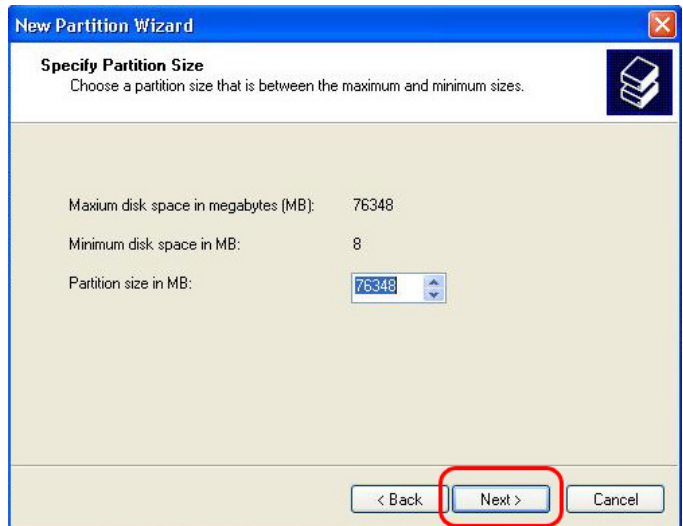 New Partition Wizard
Specify Partition Size
Choose a partition size that is between the maximum and minimum sizes.
Maxium disk space in megabytes (MB): 76348
Minimum disk space in MB: 8
Partition size in MB: 76348
< Back Next > Cancel